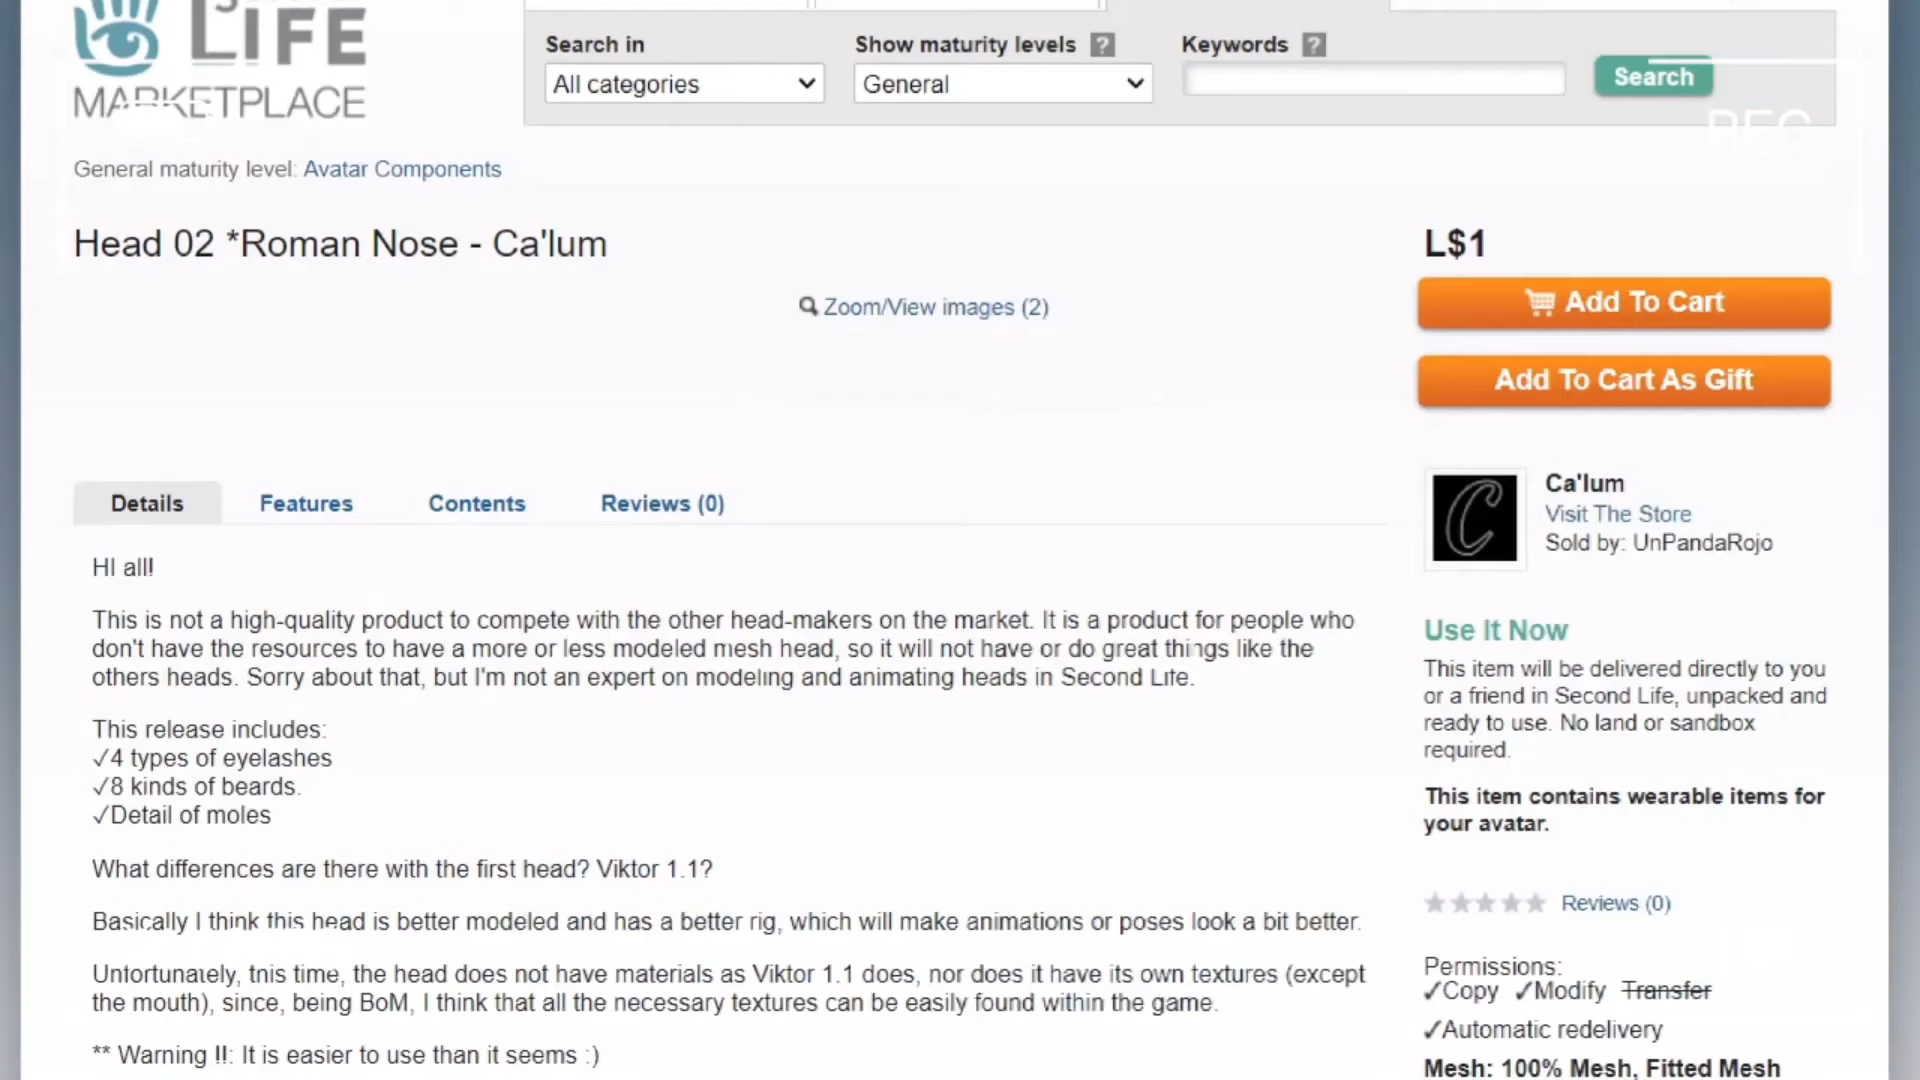 LIFE
MARKETPLACE
Search in
Show maturity levels ?
Keywords ?
All categories
General
Search
REC
General maturity level: Avatar Components
Head 02 *Roman Nose - Ca'lum
L$1
Zoom/View images (2)
Add To Cart
Add To Cart As Gift
Details
Features
Contents
Reviews (0)
HI all!
This is not a high-quality product to compete with the other head-makers on the market. It is a product for people who
don't have the resources to have a more or less modeled mesh head, so it will not have or do great things like the
others heads. Sorry about that, but I'm not an expert on modeling and animating heads in Second Life.
This release includes:
✓4 types of eyelashes
✓8 kinds of beards.
✓Detail of moles
What differences are there with the first head? Viktor 1.1?
Basically I think this head is better modeled and has a better rig, which will make animations or poses look a bit better.
Unfortunately, this time, the head does not have materials as Viktor 1.1 does, nor does it have its own textures (except
the mouth), since, being BoM, I think that all the necessary textures can be easily found within the game.
** Warning !!: It is easier to use than it seems :)
C
Ca'lum
Visit The Store
Sold by: UnPandaRojo
Use It Now
This item will be delivered directly to you
or a friend in Second Life, unpacked and
ready to use. No land or sandbox
required.
This item contains wearable items for
your avatar.
Reviews (0)
Permissions:
✓Copy ✓Modify Transfer
✓Automatic redelivery
Mesh: 100% Mesh, Fitted Mesh